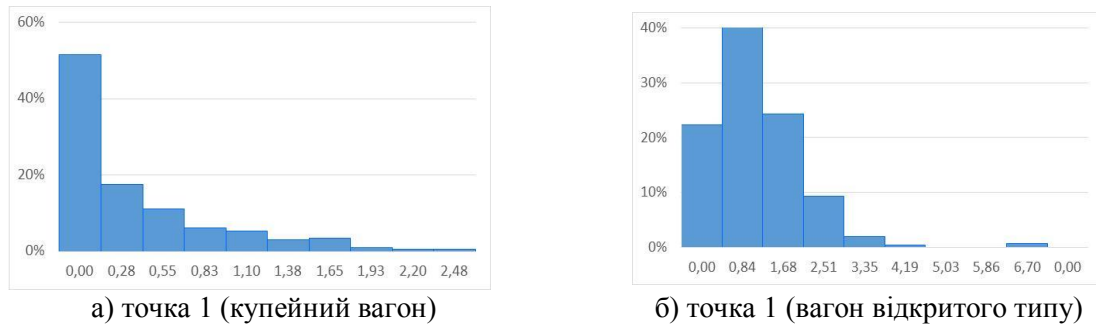 60%
40%
20%
0%
0,00 0,28 0,55 0,83 1,10 1,38 1,65 1,93 2,20 2,48
а) точка 1 (купейний вагон)
40%
30%
20%
10%
0%
0,00 0,84 1,68 2,51 3,35 4,19 5,03 5,86 6,70 0,00
б) точка 1 (вагон відкритого типу)